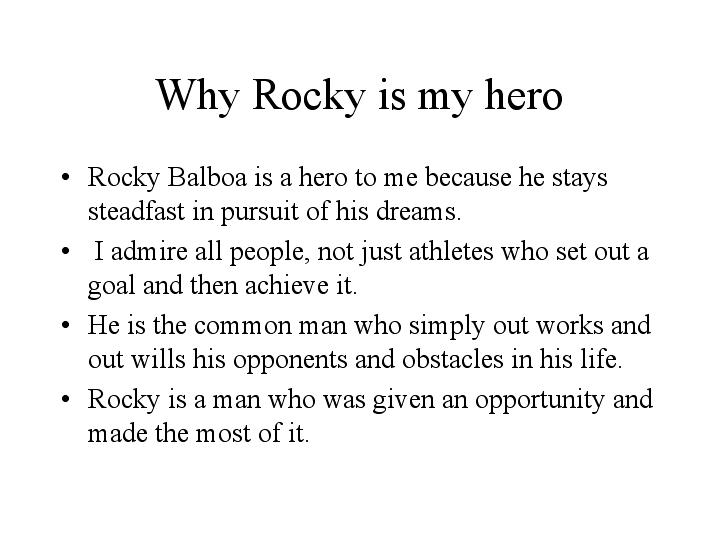 Why Rocky is my hero
• Rocky Balboa is a hero to me because he stays
steadfast in pursuit of his dreams.
• I admire all people, not just athletes who set out a
goal and then achieve it.
• He is the common man who simply out works and
out wills his opponents and obstacles in his life.
• Rocky is a man who was given an opportunity and
made the most of it.